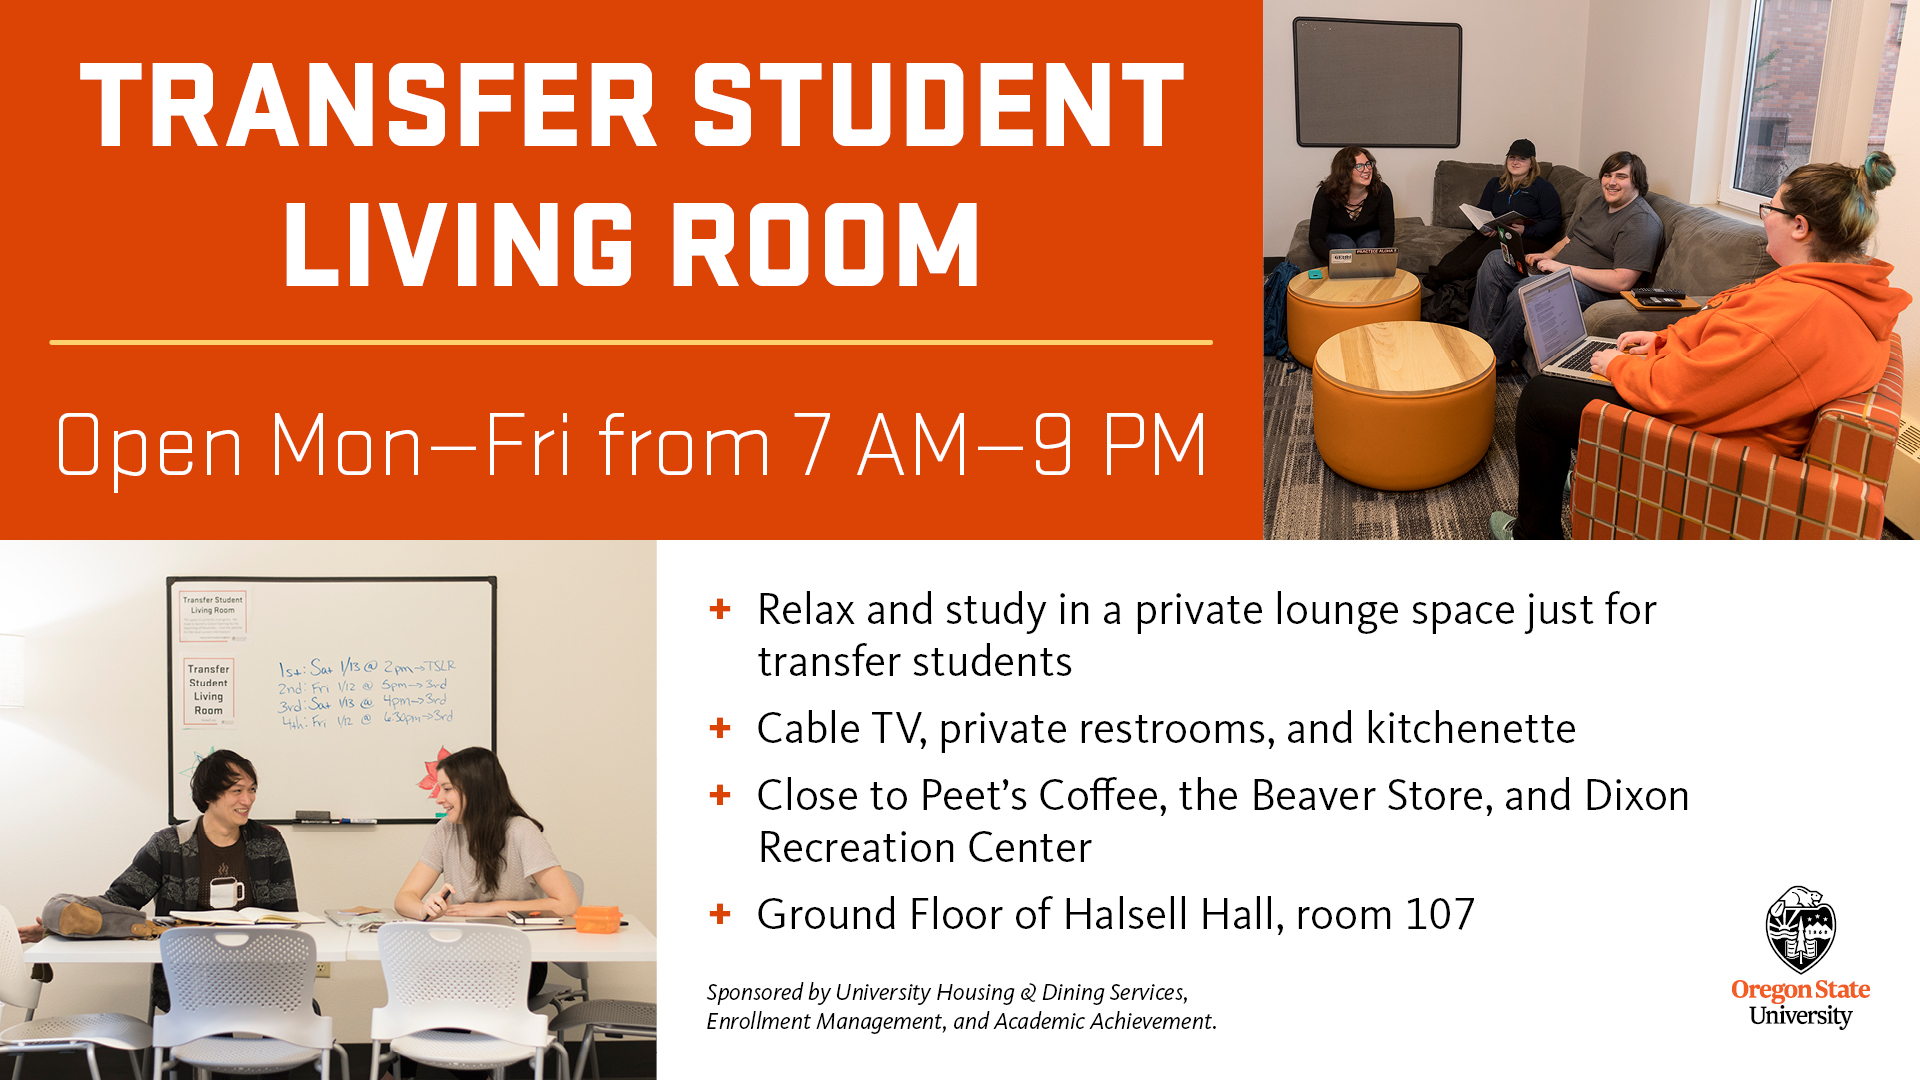 TRANSFER STUDENT
LIVING ROOM
Open Mon–Fri from 7 AM–9 PM
PRACTICE ALOHA
Transfer Student
Living Room
Transfer
Student
Living
Room
1st: Sat 1/13 @ 2pm→TSLR
2nd: Fri 1/12 @ 5pm→3rd
3rd: Sat 1/13 @ 4pm→3rd
4th: Fri 1/12 @ 6:30pm→3rd
+ Relax and study in a private lounge space just for
transfer students
+ Cable TV, private restrooms, and kitchenette
+ Close to Peet’s Coffee, the Beaver Store, and Dixon
Recreation Center
+ Ground Floor of Halsell Hall, room 107
Sponsored by University Housing & Dining Services,
Enrollment Management, and Academic Achievement.
1868
Oregon State
University